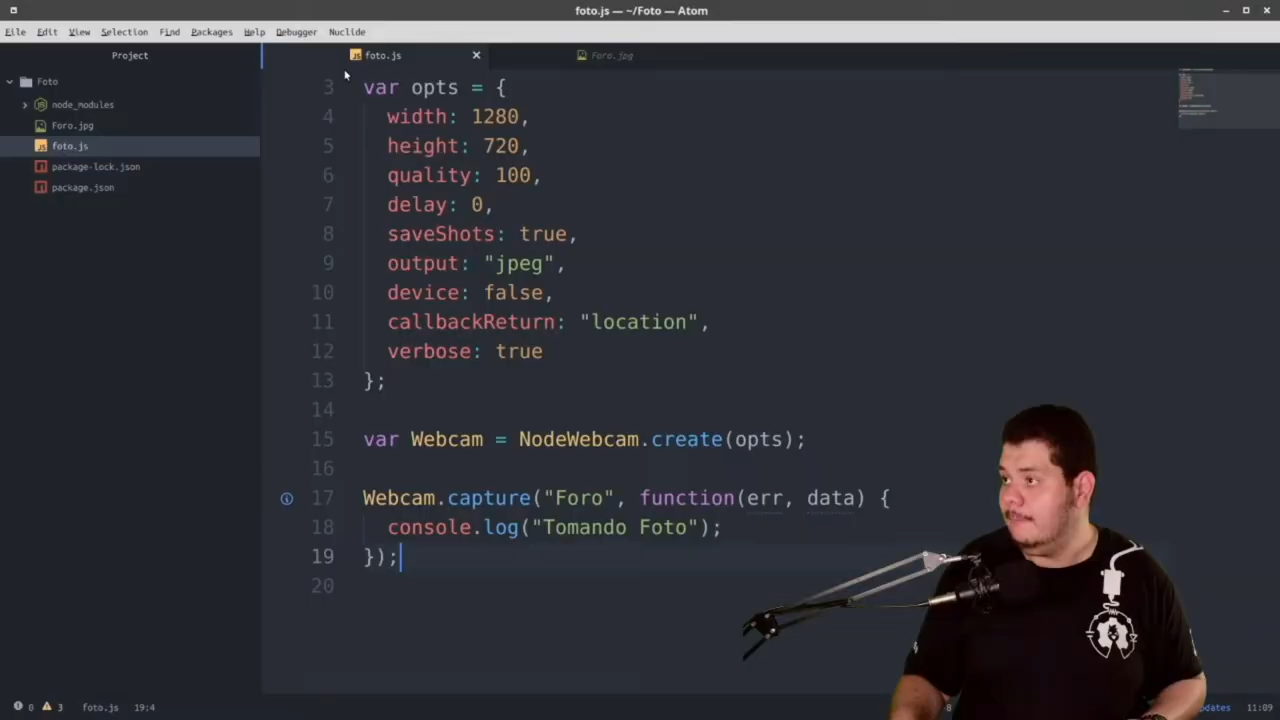 foto.js — ~/Foto — Atom
File Edit View Selection Find Packages Help Debugger Nuclide
Project
foto.js
Foro.jpg
Foto
node_modules
Foro.jpg
foto.js
package-lock.json
package.json
3 var opts = {
4 width: 1280,
5 height: 720,
6 quality: 100,
7 delay: 0,
8 saveShots: true,
9 output: "jpeg",
10 device: false,
11 callbackReturn: "location",
12 verbose: true
13 };
14
15 var Webcam = NodeWebcam.create(opts);
16
17 Webcam.capture("Foro", function(err, data) {
18 console.log("Tomando Foto");
19 });
20
0 3 foto.js 19:4
8
11:09